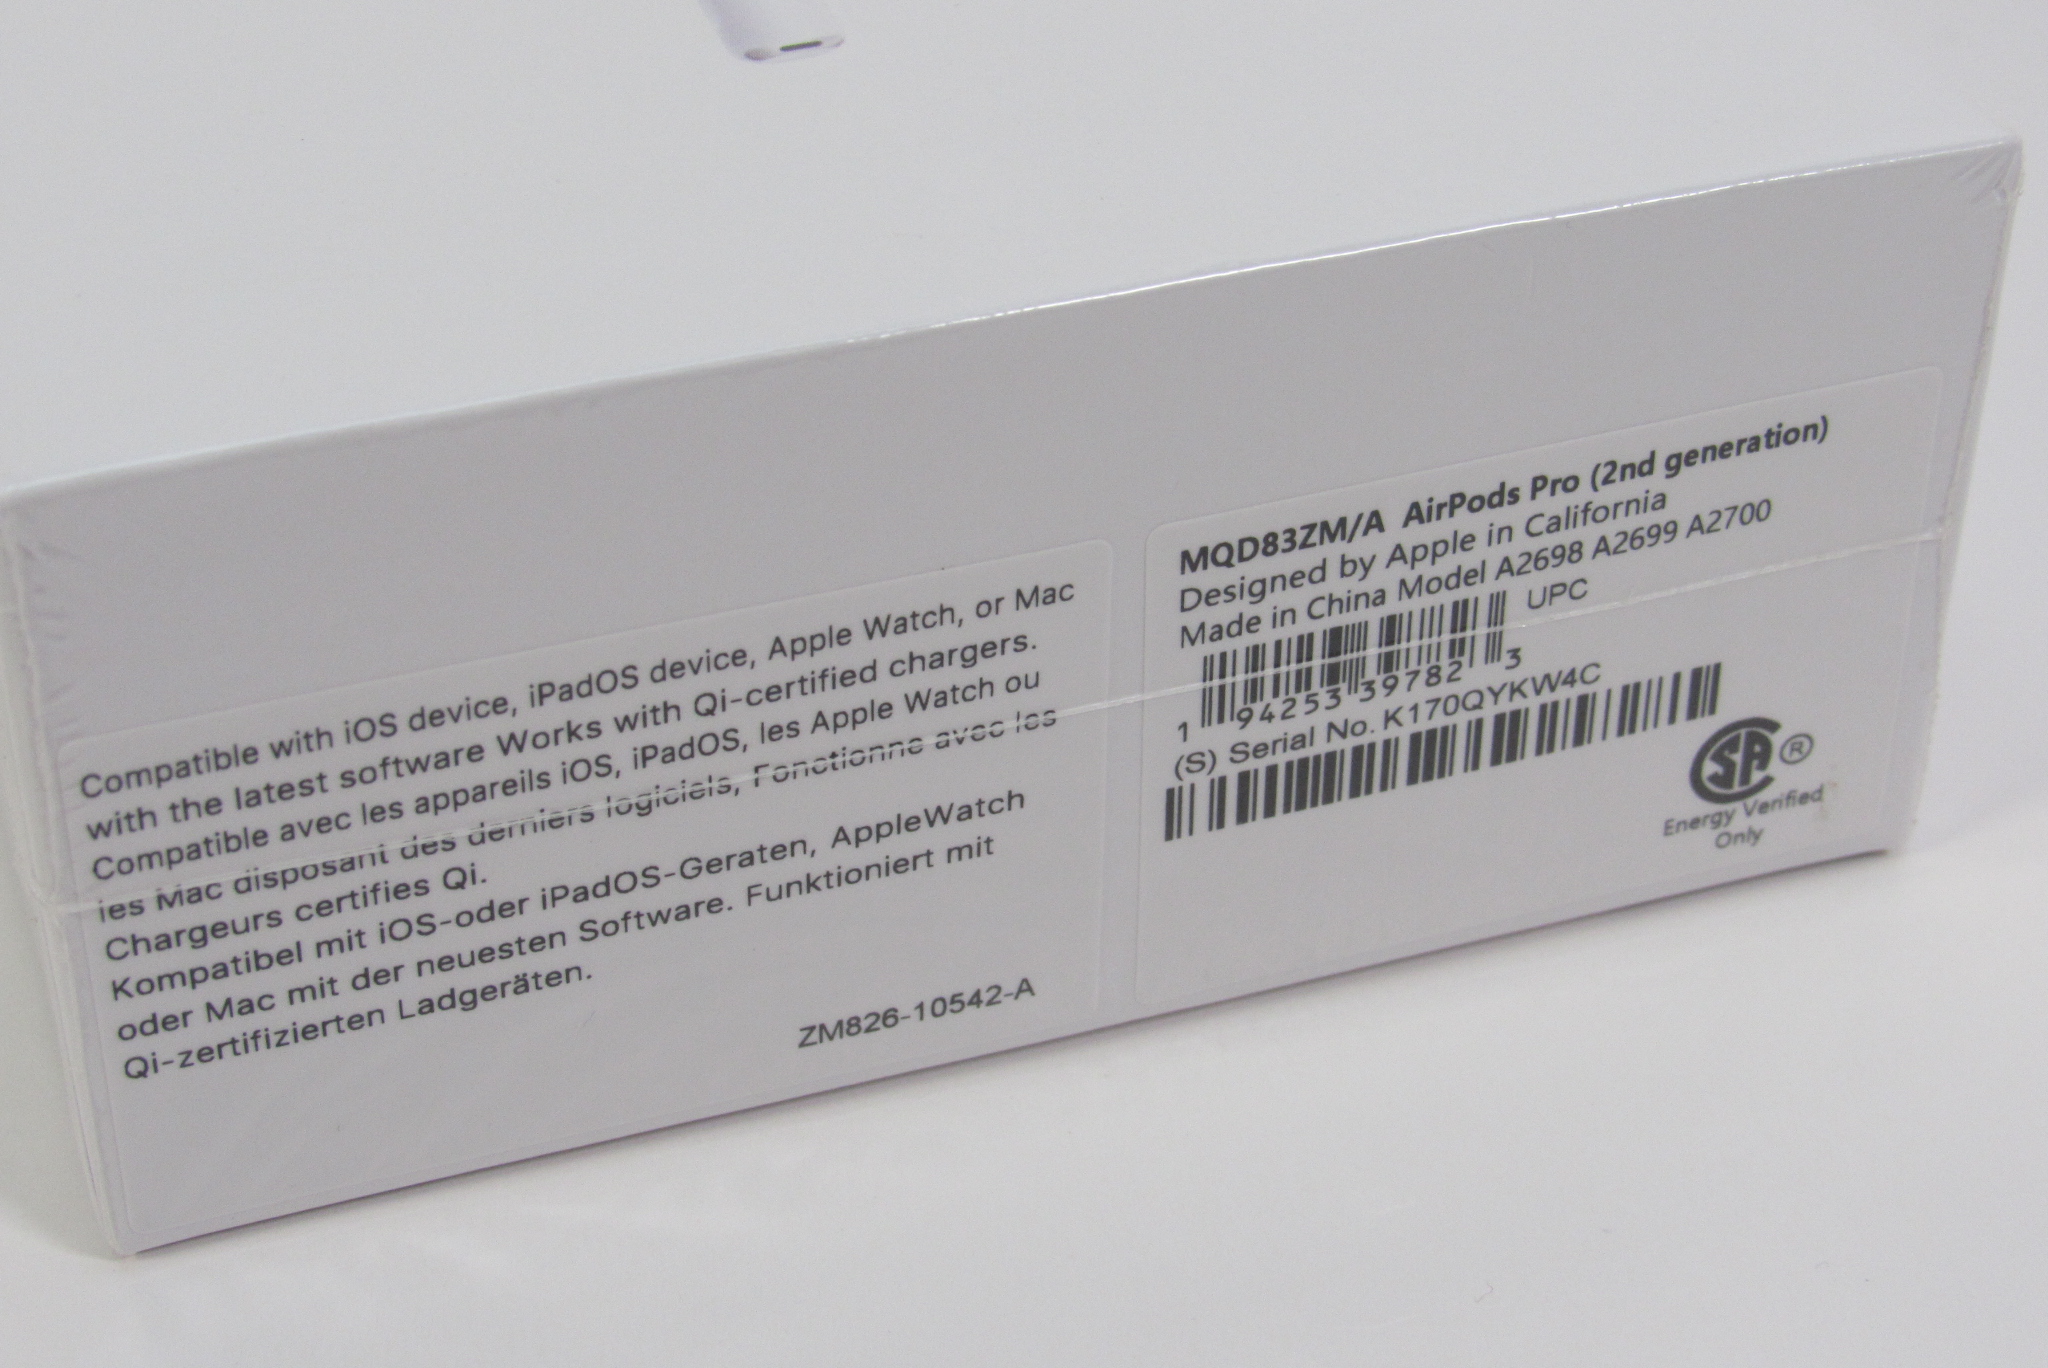 Compatible with iOS device, iPadOS device, Apple Watch, or Mac
with the latest software Works with Qi-certified chargers.
Compatible avec les appareils iOS, iPadOS, les Apple Watch ou
les Mac disposant des derniers logiciels, Fonctionne avec les
Chargeurs certifies Qi.
Kompatibel mit iOS-oder iPadOS-Geraten, AppleWatch
oder Mac mit der neuesten Software. Funktioniert mit
Qi-zertifizierten Ladgeräten.
ZM826-10542-A
MQD83ZM/A AirPods Pro (2nd generation)
Designed by Apple in California
Made in China Model A2698 A2699 A2700
UPC
1 94253 39782 3
(S) Serial No. K170QYKW4C
SA ®
Energy Verified
Only